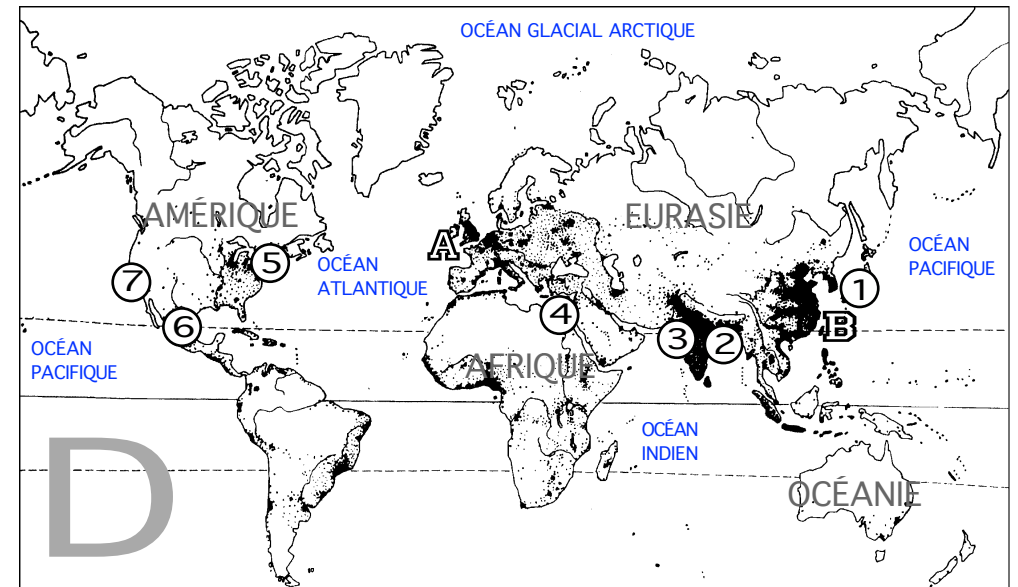 OCÉAN GLACIAL ARCTIQUE
AMÉRIQUE
EURASIE
A
5
OCÉAN
ATLANTIQUE
OCÉAN
PACIFIQUE
7
1
6
4
3
2
B
OCÉAN
PACIFIQUE
AFRIQUE
OCÉAN
INDIEN
D
OCÉANIE